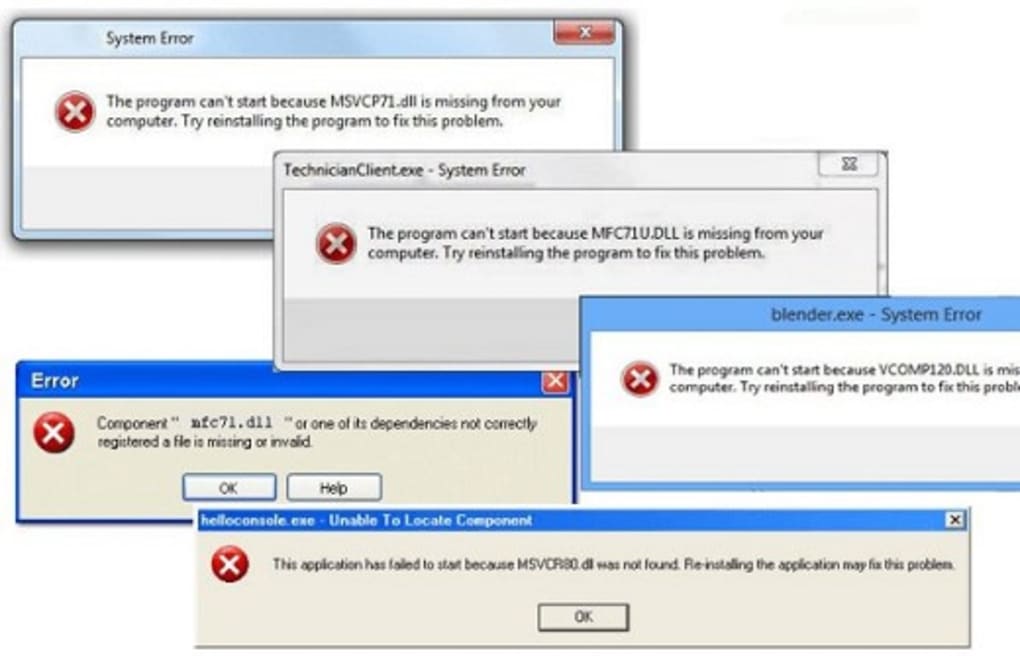 System Error
The program can't start because MSVCP71.dll is missing from your
computer. Try reinstalling the program to fix this problem.
TechnicianClient.exe - System Error
The program can't start because MFC71U.DLL is missing from your
computer. Try reinstalling the program to fix this problem.
blender.exe - System Error
The program can't start because VCOMP120.DLL is mis
computer. Try reinstalling the program to fix this proble
Error
Component " mfc71.dll " or one of its dependencies not correctly
registered a file is missing or invalid.
OK
Help
helloconsole.exe - Unable To Locate Component
This application has failed to start because MSVCR80.dll was not found. Re-installing the application may fix this problem.
OK